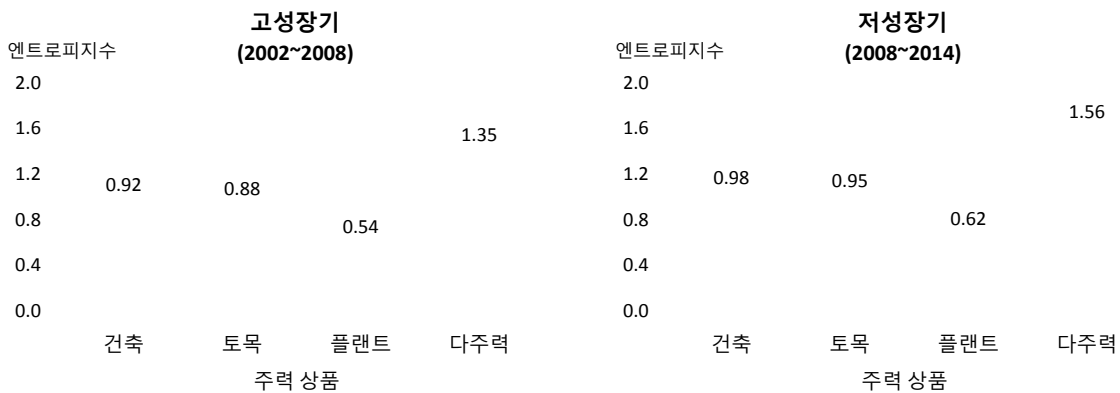 고성장기
(2002~2008)
엔트로피지수
2.0
1.6
1.2
0.8
0.4
0.0
0.92
0.88
0.54
1.35
건축 토목 플랜트 다주력
주력 상품
저성장기
(2008~2014)
엔트로피지수
2.0
1.6
1.2
0.8
0.4
0.0
0.98
0.95
0.62
1.56
건축 토목 플랜트 다주력
주력 상품